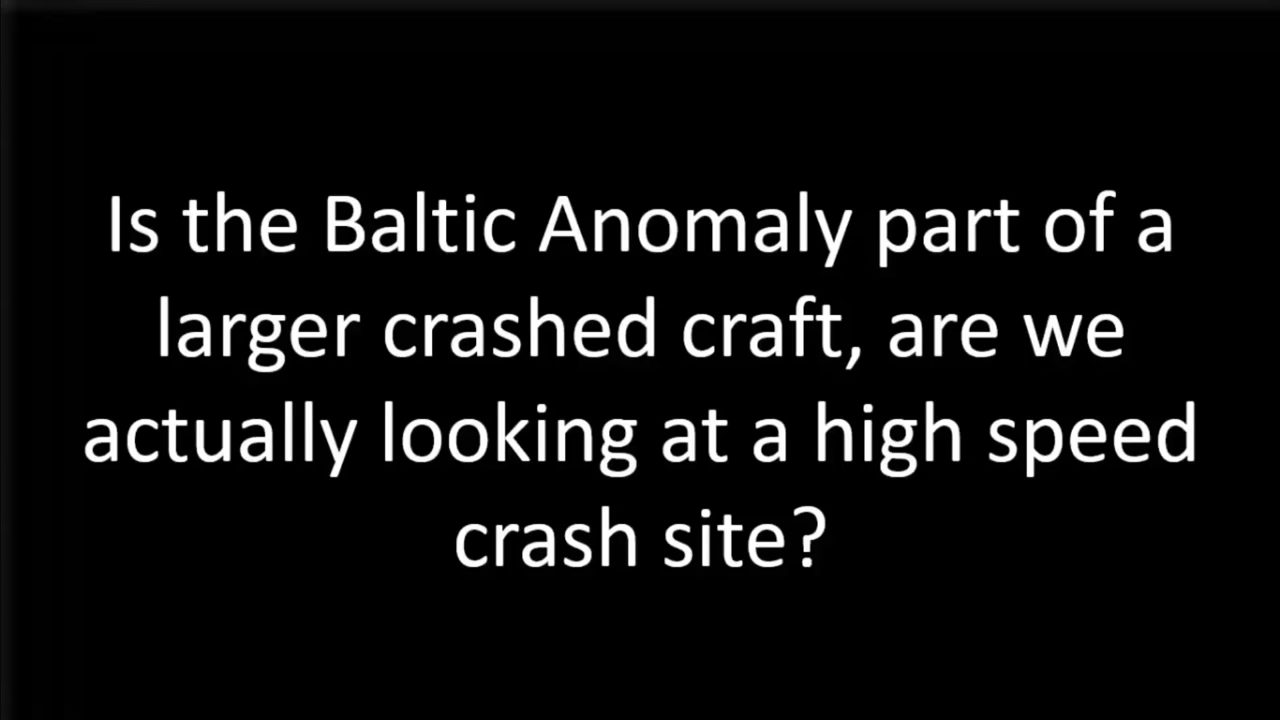 Is the Baltic Anomaly part of a
larger crashed craft, are we
actually looking at a high speed
crash site?